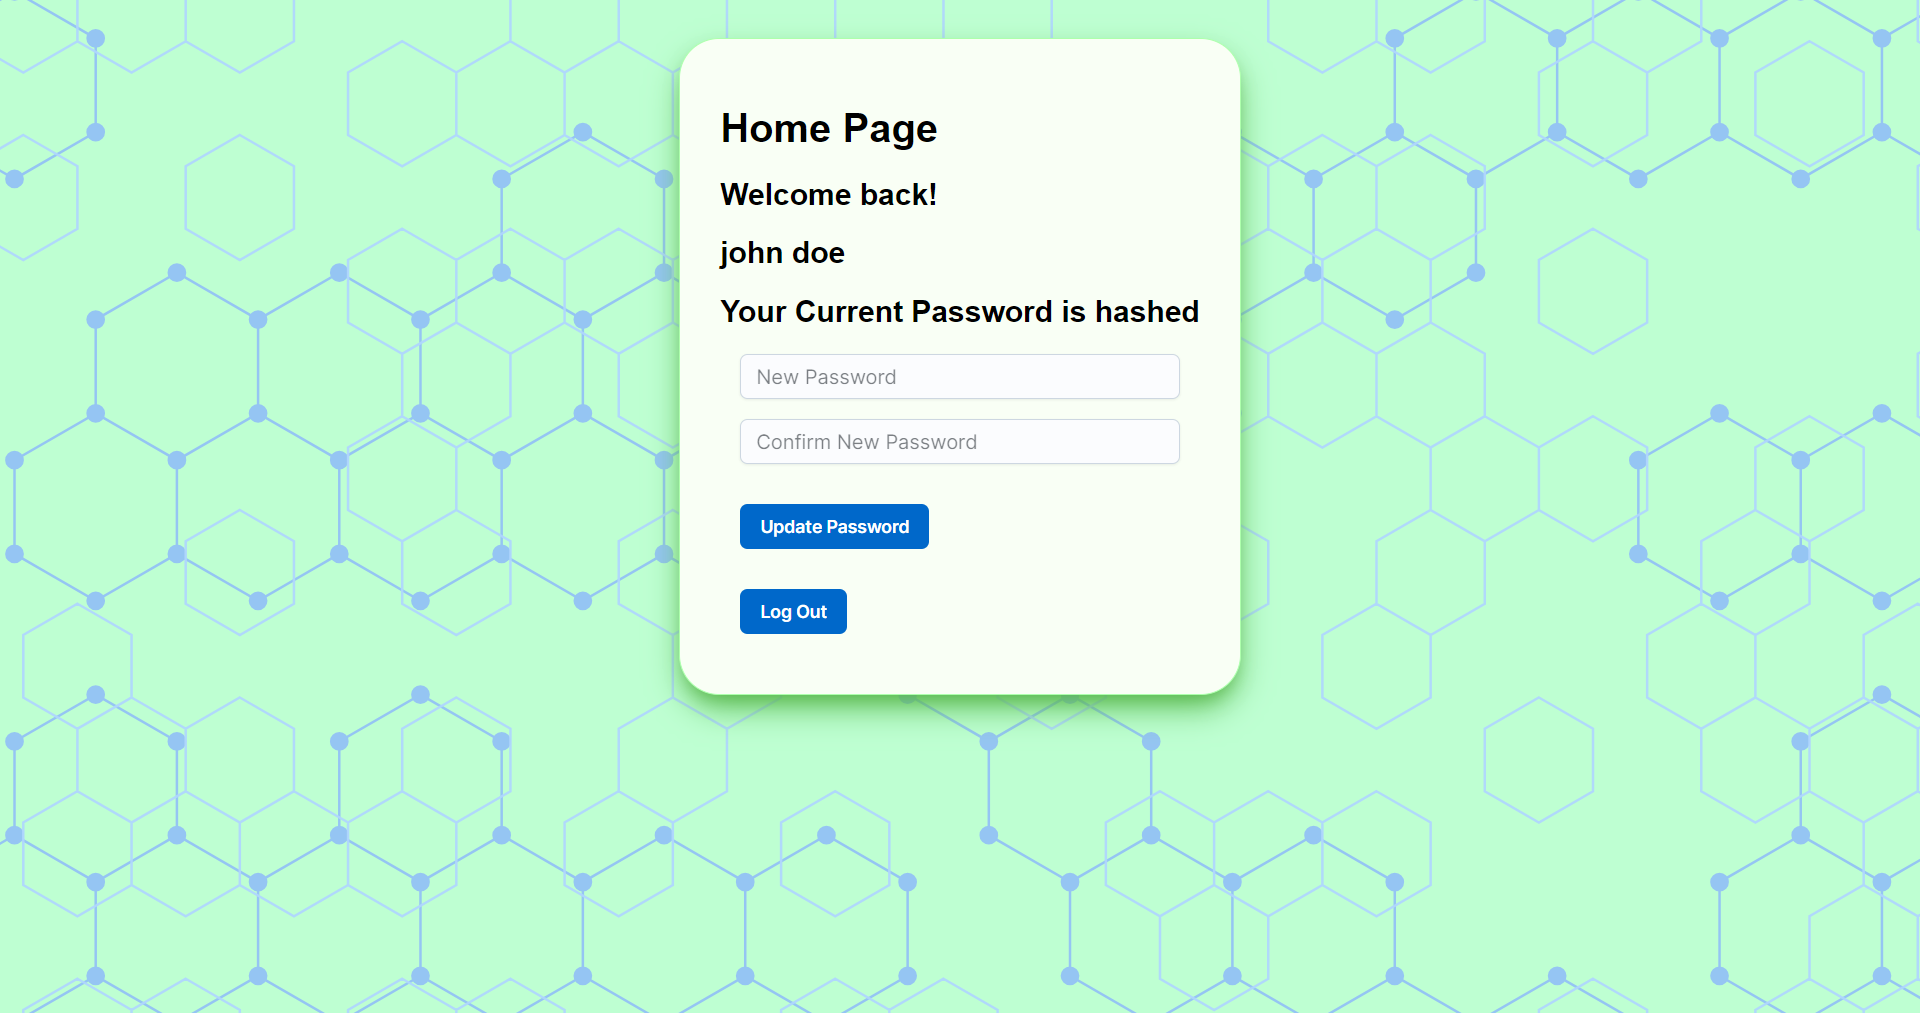 Home Page
Welcome back!
john doe
Your Current Password is hashed
New Password
Confirm New Password
Update Password
Log Out